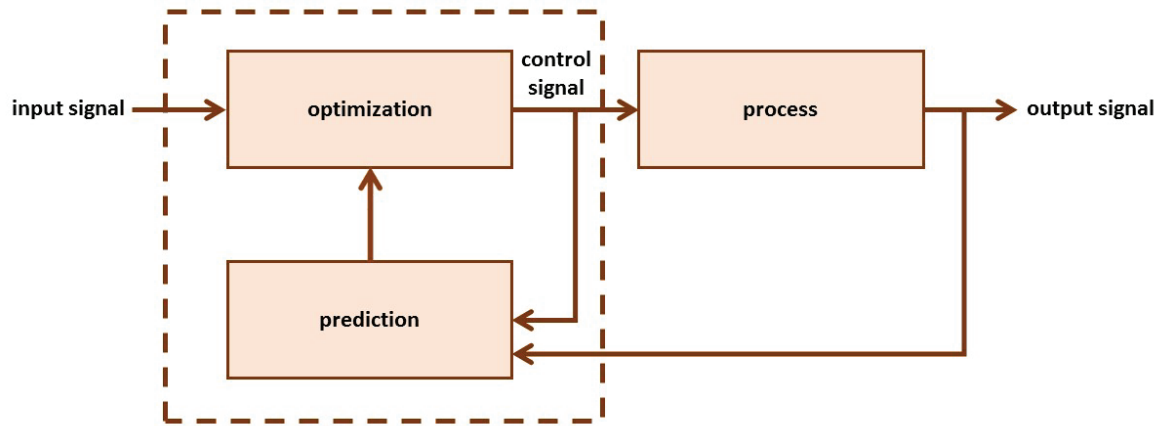 control
signal
input signal
optimization
process
output signal
prediction